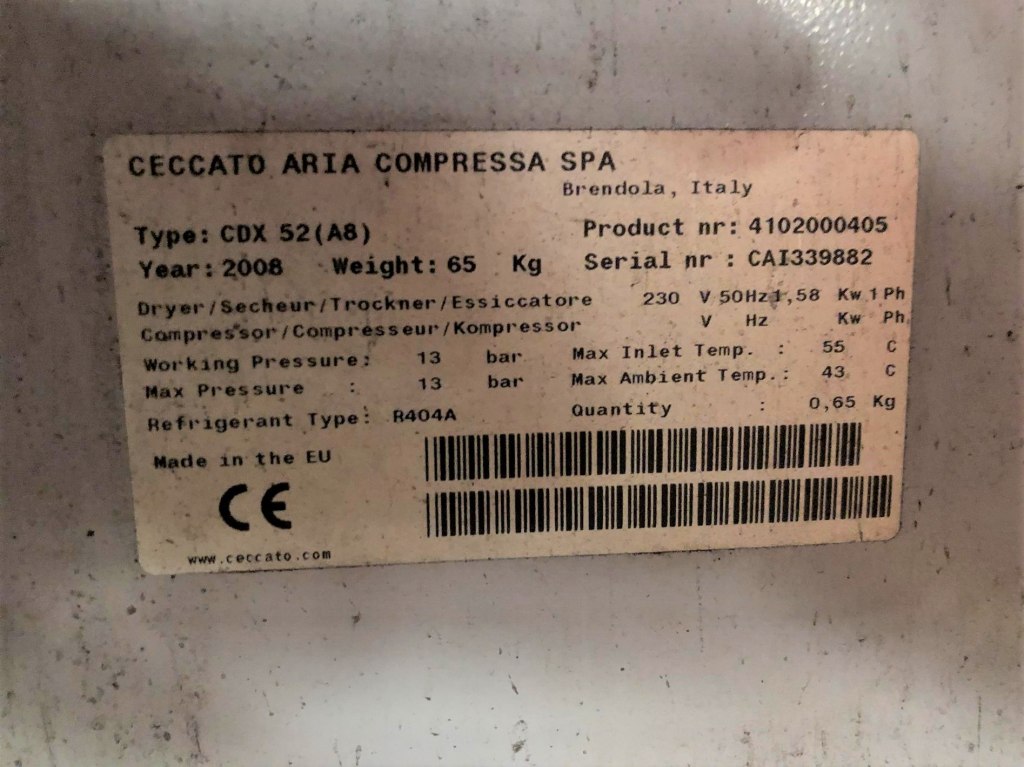 CECCATO ARIA COMPRESSA SPA
Brendola, Italy
Type: CDX 52(A8) Product nr: 4102000405
Year: 2008 Weight: 65 Kg Serial nr : CAI339882
Dryer/Secheur/Trockner/Essiccatore 230 V 50Hz 1,58 Kw 1 Ph
Compressor/Compresseur/Kompressor V Hz Kw Ph
Working Pressure: 13 bar Max Inlet Temp. : 55 C
Max Pressure : 13 bar Max Ambient Temp.: 43 C
Refrigerant Type: R404A Quantity : 0,65 Kg
Made in the EU
CE
www.ceccato.com